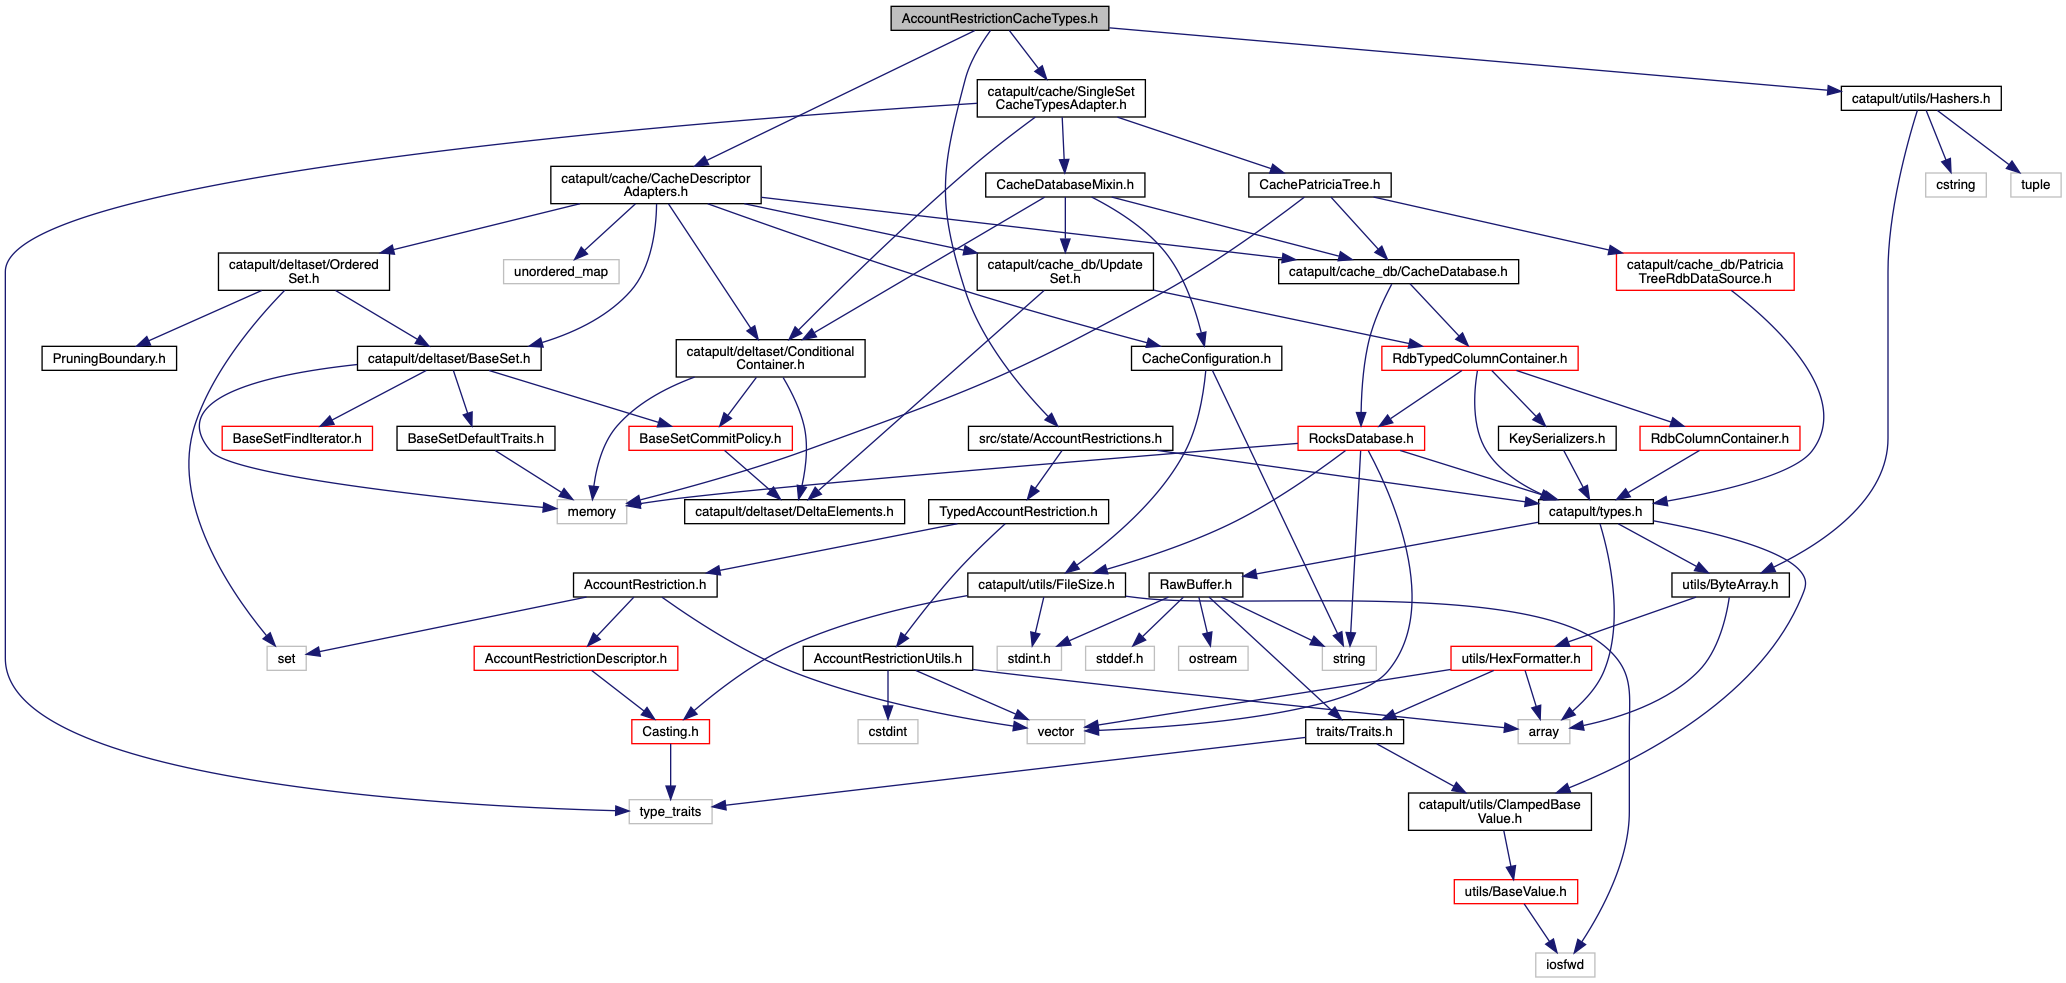 AccountRestrictionCacheTypes.h
catapult/cache/SingleSet
CacheTypesAdapter.h
catapult/utils/Hashers.h
catapult/cache/CacheDescriptor
Adapters.h
CacheDatabaseMixin.h
CachePatriciaTree.h
cstring
tuple
catapult/deltaset/Ordered
Set.h
unordered_map
catapult/cache_db/Update
Set.h
catapult/cache_db/CacheDatabase.h
catapult/cache_db/Patricia
TreeRdbDataSource.h
PruningBoundary.h
catapult/deltaset/BaseSet.h
catapult/deltaset/Conditional
Container.h
CacheConfiguration.h
RdbTypedColumnContainer.h
BaseSetFindIterator.h
BaseSetDefaultTraits.h
BaseSetCommitPolicy.h
src/state/AccountRestrictions.h
RocksDatabase.h
KeySerializers.h
RdbColumnContainer.h
memory
catapult/deltaset/DeltaElements.h
TypedAccountRestriction.h
catapult/types.h
AccountRestriction.h
catapult/utils/FileSize.h
RawBuffer.h
utils/ByteArray.h
set
AccountRestrictionDescriptor.h
AccountRestrictionUtils.h
stdint.h
stddef.h
ostream
string
utils/HexFormatter.h
Casting.h
cstdint
vector
traits/Traits.h
array
type_traits
catapult/utils/ClampedBase
Value.h
utils/BaseValue.h
iosfwd